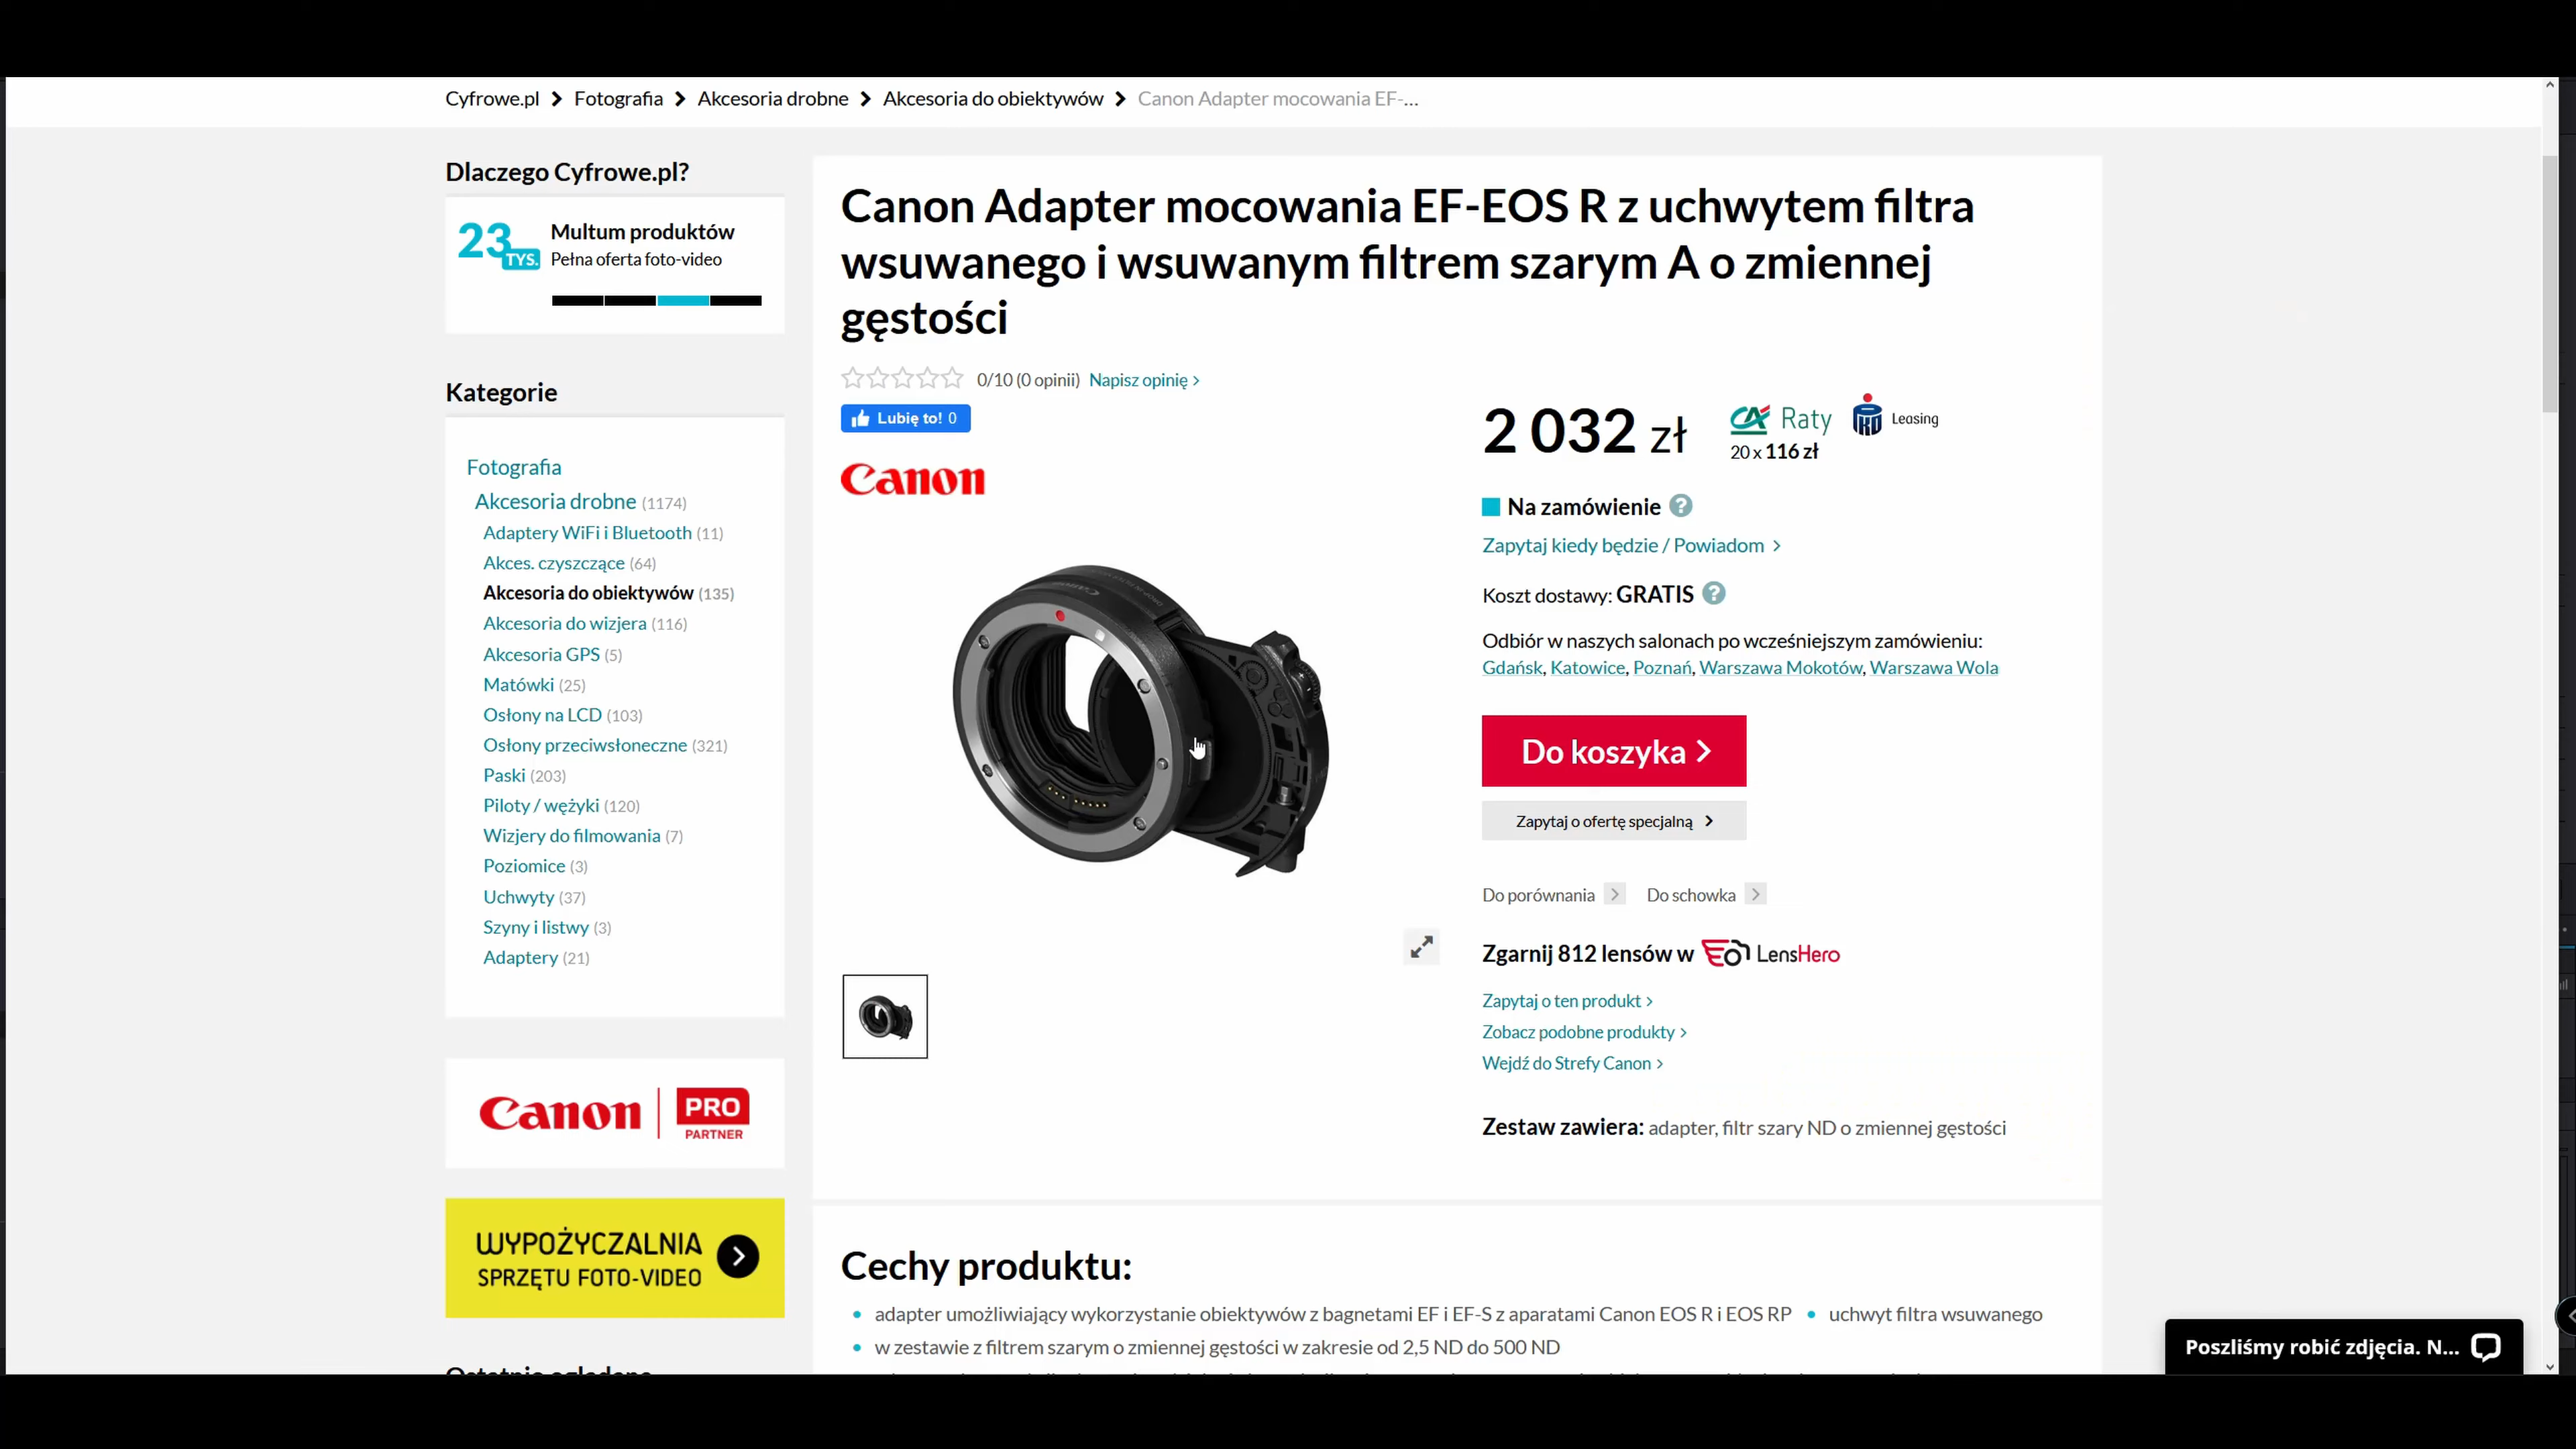 Cyfrowe.pl > Fotografia > Akcesoria drobne > Akcesoria do obiektywów > Canon Adapter mocowania EF-...
Dlaczego Cyfrowe.pl?
23 TYS.
Multum produktów
Pełna oferta foto-video
Kategorie
Fotografia
Akcesoria drobne (1174)
Adaptery WiFi i Bluetooth (11)
Akces. czyszczące (64)
Akcesoria do obiektywów (135)
Akcesoria do wizjera (116)
Akcesoria GPS (5)
Matówki (25)
Osłony na LCD (103)
Osłony przeciwsłoneczne (321)
Paski (203)
Piloty / wężyki (120)
Wizjery do filmowania (7)
Poziomice (3)
Uchwyty (37)
Szyny i listwy (3)
Adaptery (21)
Canon | PRO
PARTNER
WYPOŻYCZALNIA
SPRZĘTU FOTO-VIDEO
Ostatnio oglądane
Canon Adapter mocowania EF-EOS R z uchwytem filtra
wsuwanego i wsuwanym filtrem szarym A o zmiennej
gęstości
0/10 (0 opinii) Napisz opinię >
Lubię to! 0
Canon
2 032 zł
Raty
20 x 116 zł
Leasing
Na zamówienie ?
Zapytaj kiedy będzie / Powiadom >
Koszt dostawy: GRATIS ?
Odbiór w naszych salonach po wcześniejszym zamówieniu:
Gdańsk, Katowice, Poznań, Warszawa Mokotów, Warszawa Wola
Do koszyka >
Zapytaj o ofertę specjalną >
Do porównania > Do schowka >
Zgarnij 812 lensów w LensHero
Zapytaj o ten produkt >
Zobacz podobne produkty >
Wejdź do Strefy Canon >
Zestaw zawiera: adapter, filtr szary ND o zmiennej gęstości
Cechy produktu:
• adapter umożliwiający wykorzystanie obiektywów z bagnetami EF i EF-S z aparatami Canon EOS R i EOS RP • uchwyt filtra wsuwanego
• w zestawie z filtrem szarym o zmiennej gęstości w zakresie od 2,5 ND do 500 ND
Poszliśmy robić zdjęcia. N...